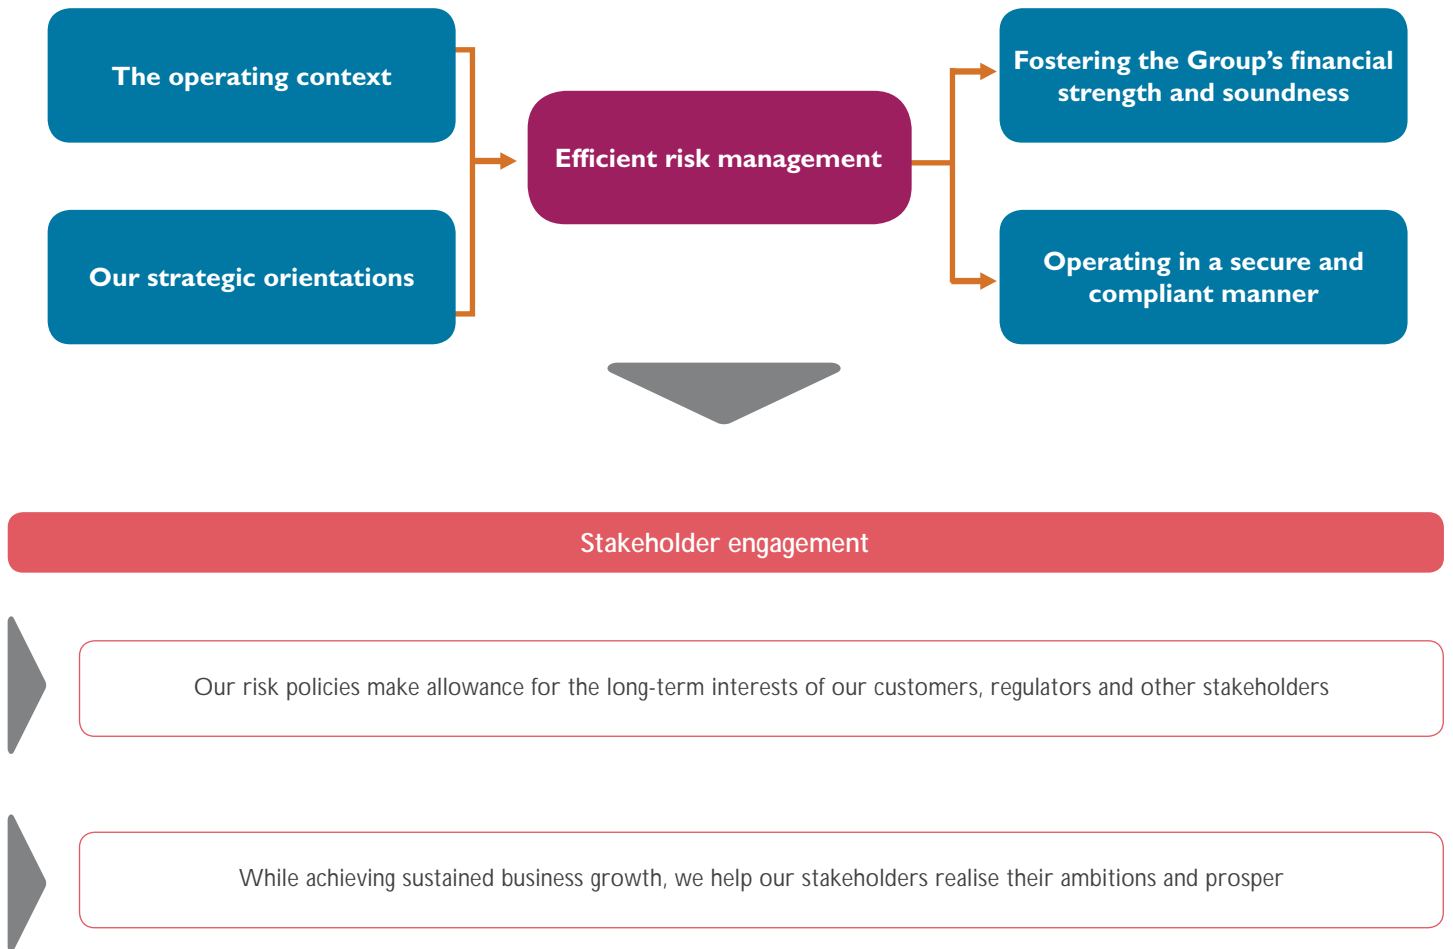 The operating context
Our strategic orientations
Efficient risk management
Fostering the Group’s financial
strength and soundness
Operating in a secure and
compliant manner
Stakeholder engagement
Our risk policies make allowance for the long-term interests of our customers, regulators and other stakeholders
While achieving sustained business growth, we help our stakeholders realise their ambitions and prosper